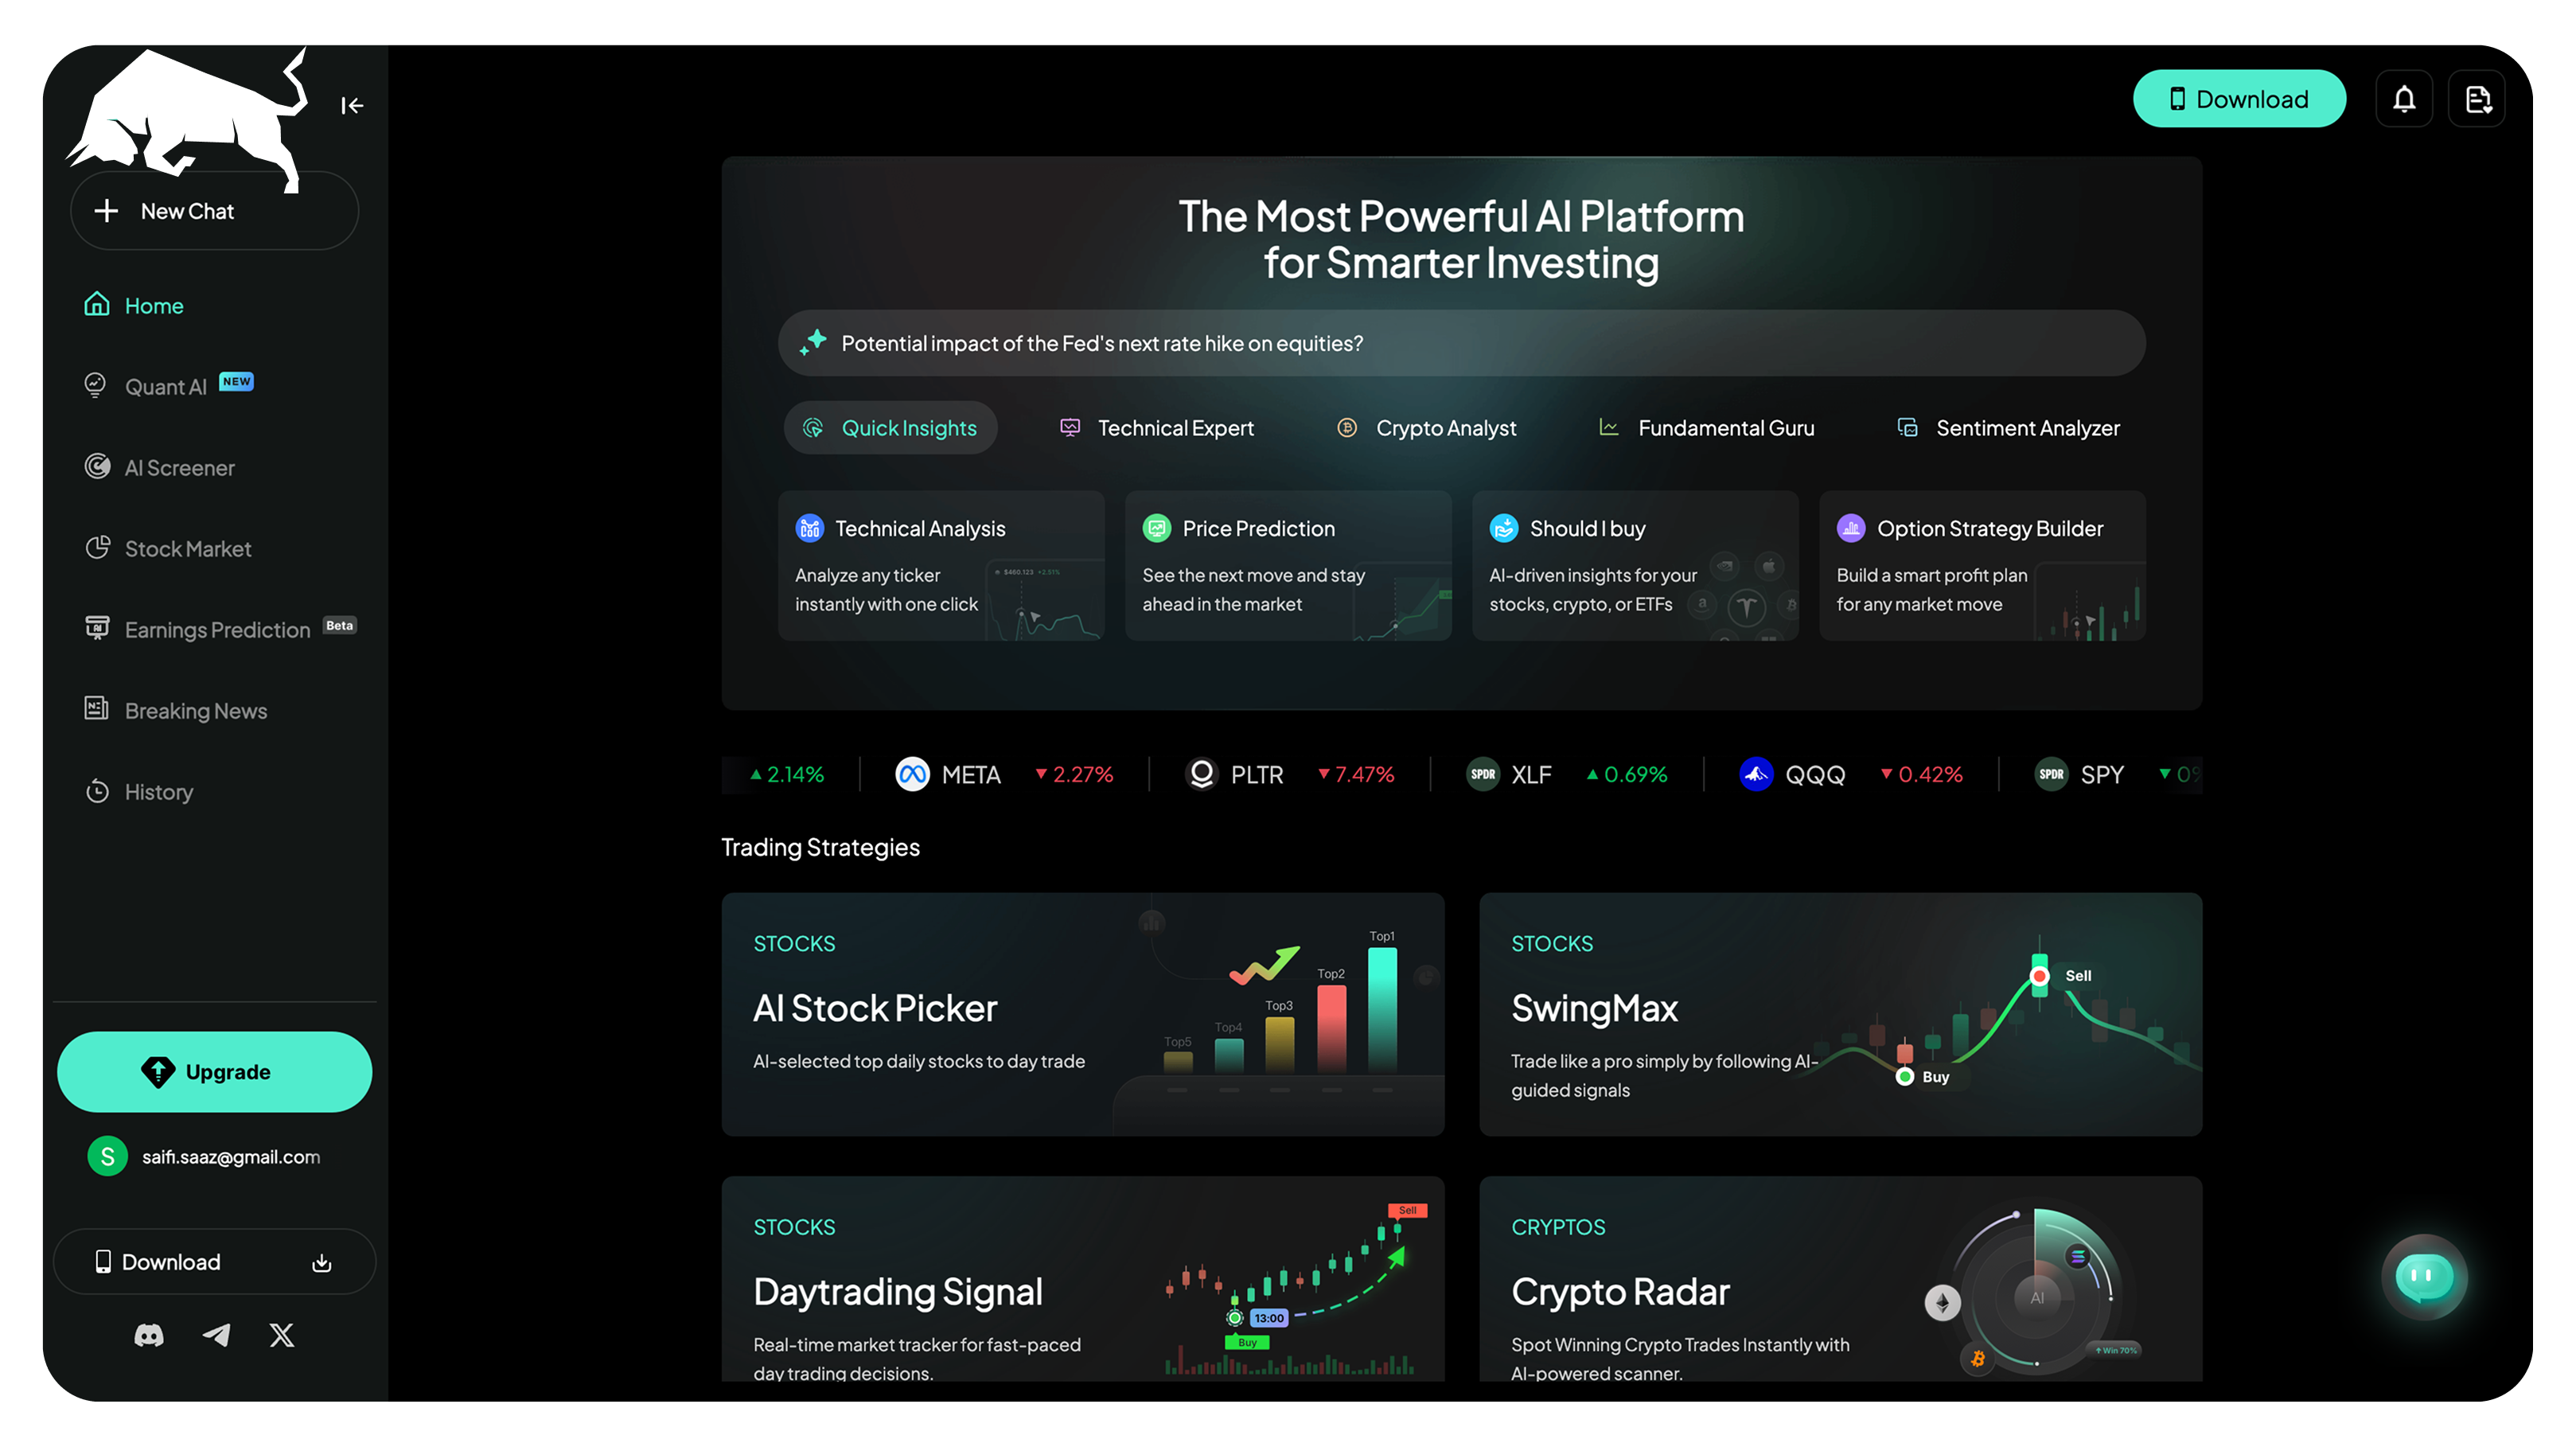 Download
New Chat
Home
Quant AI NEW
AI Screener
Stock Market
Earnings Prediction Beta
Breaking News
History
Upgrade
S saifi.saaz@gmail.com
Download
The Most Powerful AI Platform
for Smarter Investing
Potential impact of the Fed's next rate hike on equities?
Quick Insights Technical Expert Crypto Analyst Fundamental Guru Sentiment Analyzer
Technical Analysis
Analyze any ticker
instantly with one click
$460.123 +2.51%
Price Prediction
See the next move and stay
ahead in the market
Should I buy
AI-driven insights for your
stocks, crypto, or ETFs
Option Strategy Builder
Build a smart profit plan
for any market move
2.14% META 2.27% PLTR 7.47% SPDR XLF 0.69% QQQ 0.42% SPDR SPY
Trading Strategies
STOCKS
AI Stock Picker
AI-selected top daily stocks to day trade
Top5 Top4 Top3 Top2 Top1
STOCKS
SwingMax
Trade like a pro simply by following AI-
guided signals
Buy
Sell
STOCKS
Daytrading Signal
Real-time market tracker for fast-paced
day trading decisions.
Sell
13:00
Buy
CRYPTOS
Crypto Radar
Spot Winning Crypto Trades Instantly with
AI-powered scanner.
AI
Win 70%